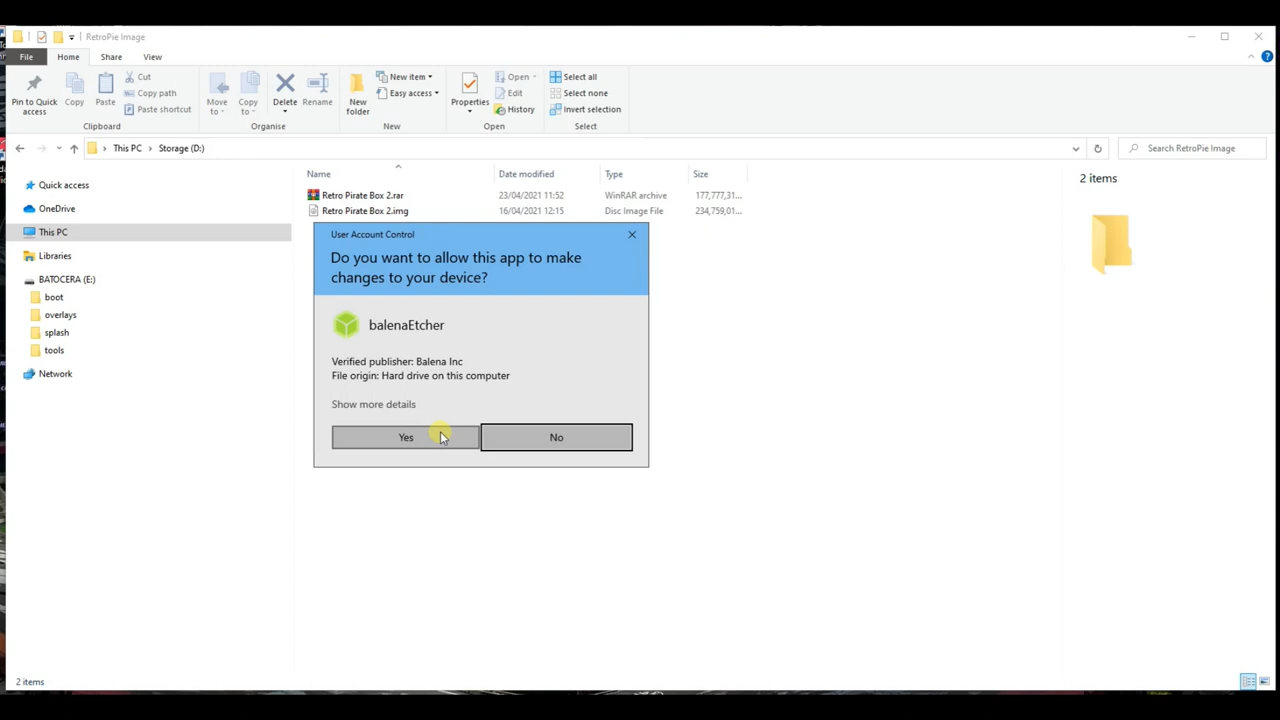 RetroPie Image
File Home Share View
Pin to Quick access
Copy
Paste
Cut
Copy path
Paste shortcut
Clipboard
Move to
Copy to
Delete
Rename
Organise
New folder
New item
Easy access
New
Properties
Open
Edit
History
Open
Select all
Select none
Invert selection
Select
This PC > Storage (D:)
Search RetroPie Image
Quick access
OneDrive
This PC
Libraries
BATOCERA (E:)
boot
overlays
splash
tools
Network
Name Date modified Type Size
Retro Pirate Box 2.rar 23/04/2021 11:52 WinRAR archive 177,777,31...
Retro Pirate Box 2.img 16/04/2021 12:15 Disc Image File 234,759,01...
2 items
User Account Control
Do you want to allow this app to make
changes to your device?
balenaEtcher
Verified publisher: Balena Inc
File origin: Hard drive on this computer
Show more details
Yes No
2 items